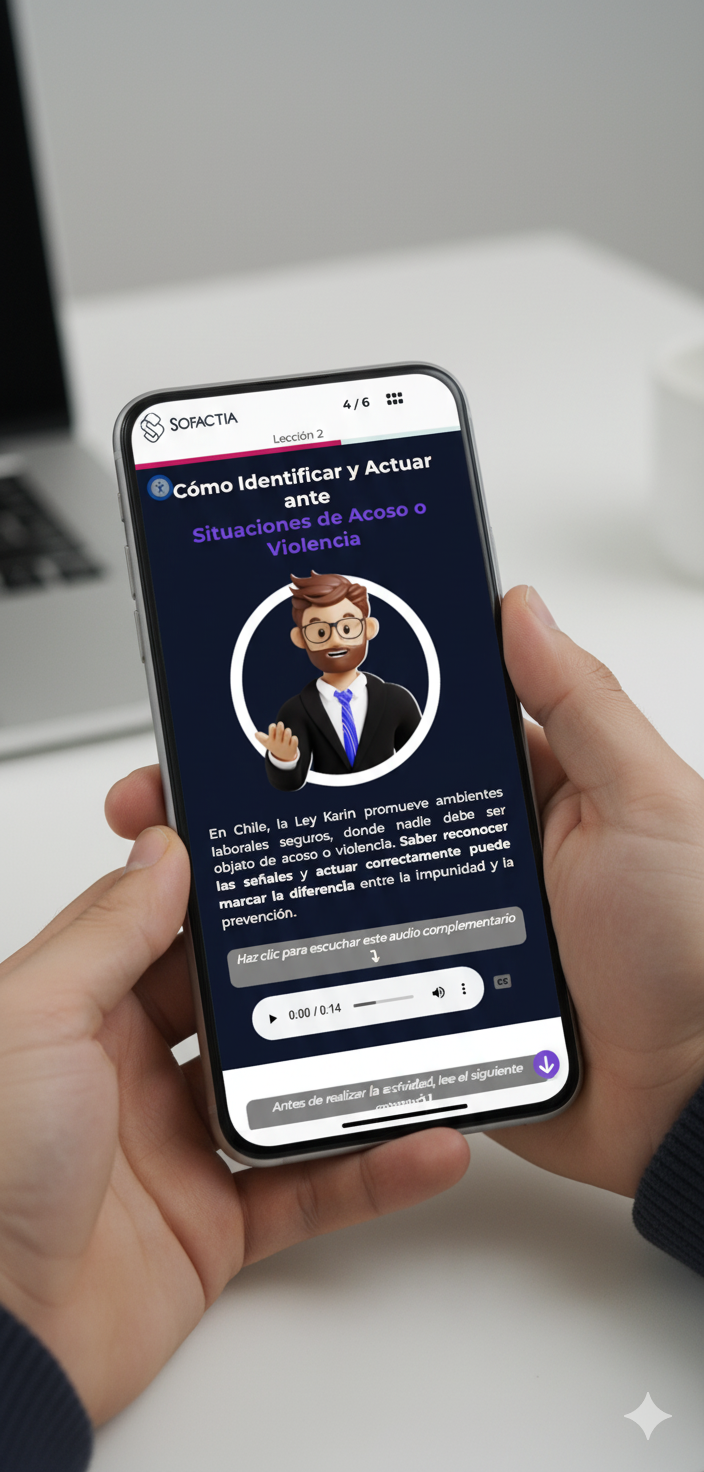 SOFACTIA
4 / 6
Lección 2
Cómo Identificar y Actuar
ante
Situaciones de Acoso o
Violencia
En Chile, la Ley Karin promueve ambientes
laborales seguros, donde nadie debe ser
objato de acoso o violencia. Saber reconocer
las señales y actuar correctamente puede
marcar la diferencia entre la impunidad y la
prevención.
Haz clic para escuchar este audio complementario
0:00 / 0:14
Antes de realizar la lee el siguiente